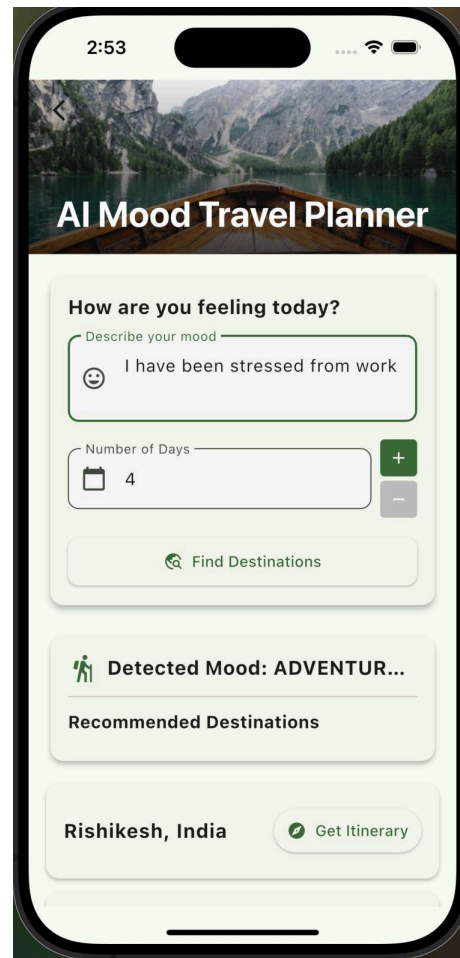 2:53
AI Mood Travel Planner
How are you feeling today?
Describe your mood
I have been stressed from work
Number of Days
4
+
−
Find Destinations
Detected Mood: ADVENTUR...
Recommended Destinations
Rishikesh, India
Get Itinerary